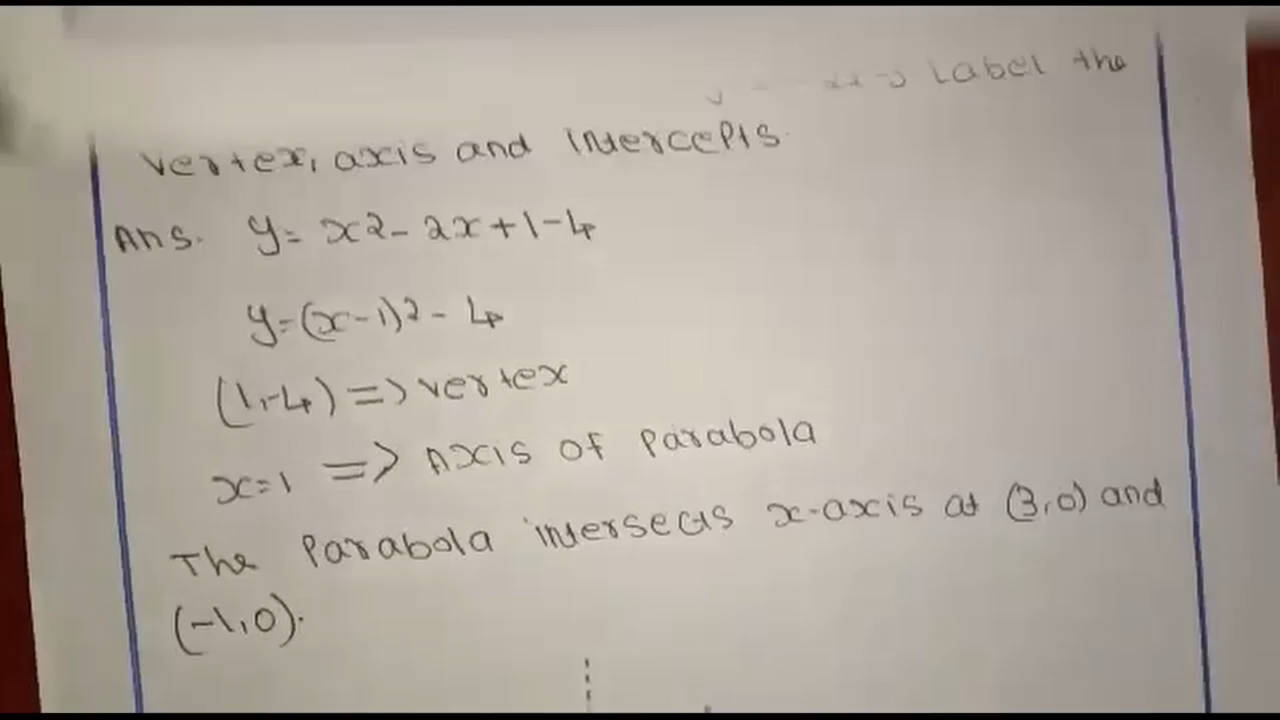 Label the
vertex, axis and intercepts.
Ans. y= x2- 2x+1-4
y=(x-1)2- 4
(1,-4) => vertex
x=1 => Axis of Parabola
The Parabola intersects x-axis at (3,0) and
(-1,0).